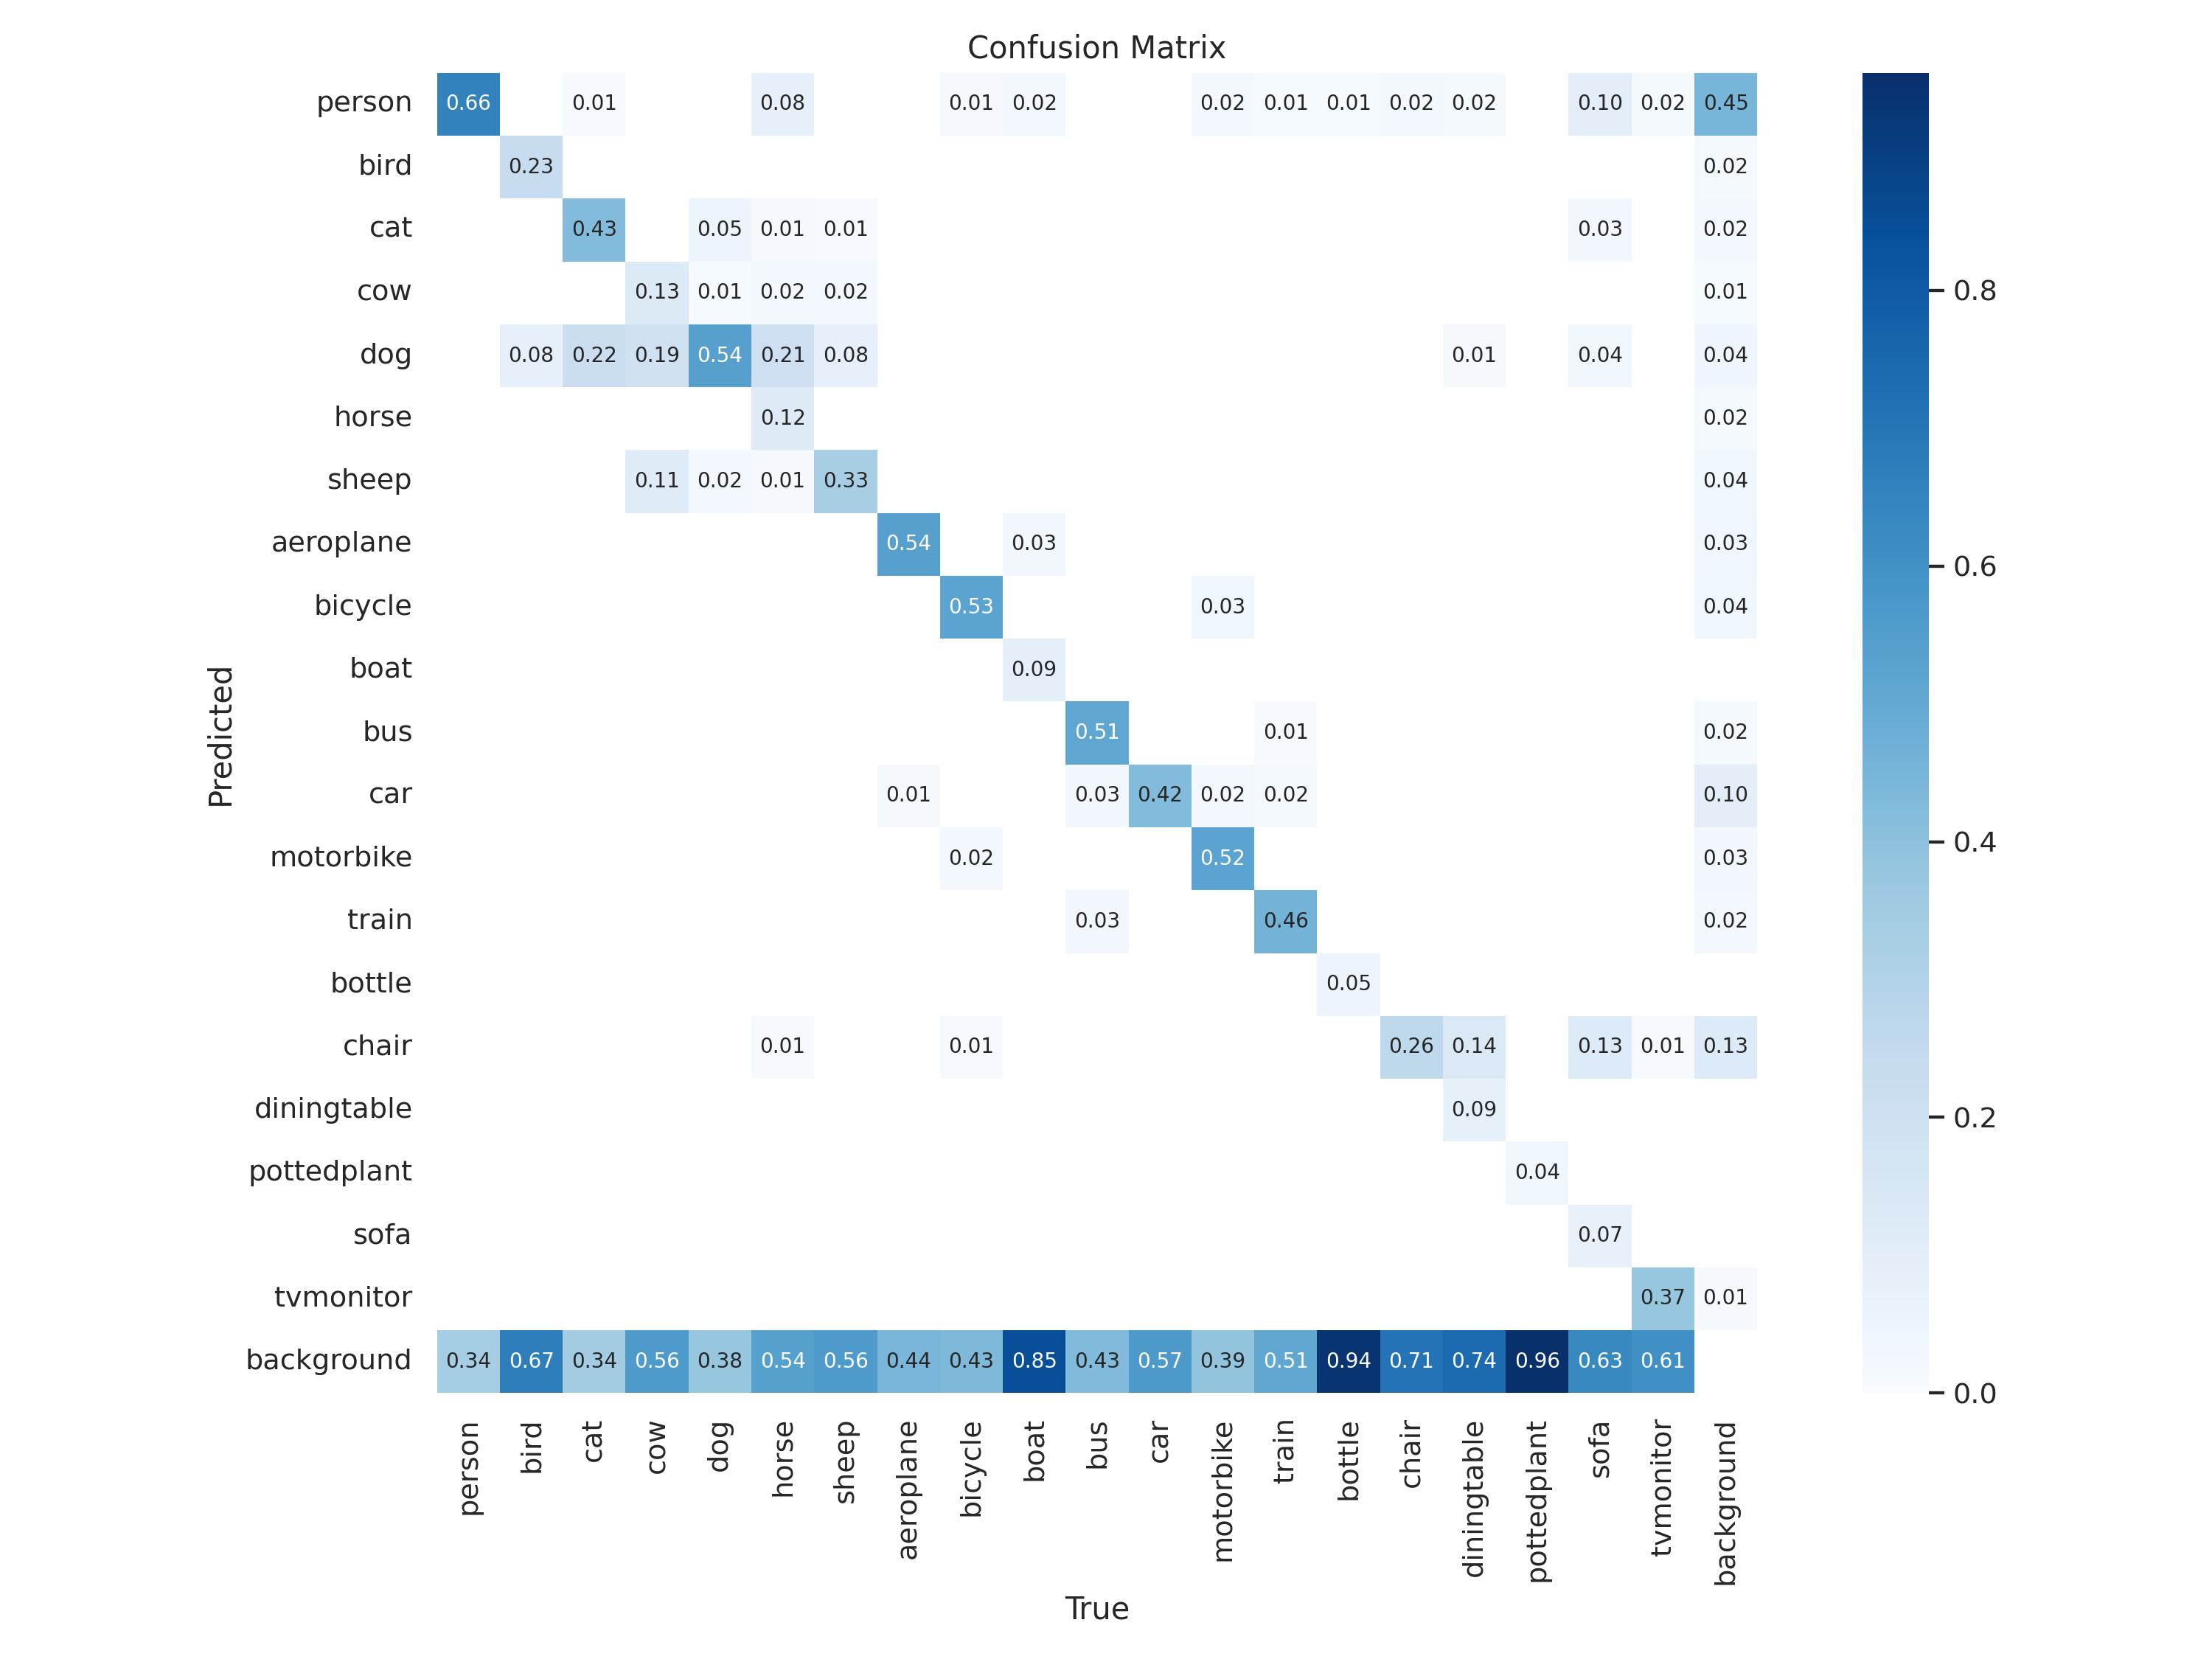 Confusion Matrix
person 0.66 0.01 0.08 0.01 0.02 0.02 0.01 0.01 0.02 0.02 0.10 0.02 0.45
bird 0.23 0.02
cat 0.43 0.05 0.01 0.01 0.03 0.02
cow 0.13 0.01 0.02 0.02 0.01
dog 0.08 0.22 0.19 0.54 0.21 0.08 0.01 0.04 0.04
horse 0.12 0.02
sheep 0.11 0.02 0.01 0.33 0.04
aeroplane 0.54 0.03 0.03
bicycle 0.53 0.03 0.04
boat 0.09
bus 0.51 0.01 0.02
car 0.01 0.03 0.42 0.02 0.02 0.10
motorbike 0.02 0.52 0.03
train 0.03 0.46 0.02
bottle 0.05
chair 0.01 0.01 0.26 0.14 0.13 0.01 0.13
diningtable 0.09
pottedplant 0.04
sofa 0.07
tvmonitor 0.37 0.01
background 0.34 0.67 0.34 0.56 0.38 0.54 0.56 0.44 0.43 0.85 0.43 0.57 0.39 0.51 0.94 0.71 0.74 0.96 0.63 0.61
person bird cat cow dog horse sheep aeroplane bicycle boat bus car motorbike train bottle chair diningtable pottedplant sofa tvmonitor background
True
Predicted
0.8
0.6
0.4
0.2
0.0